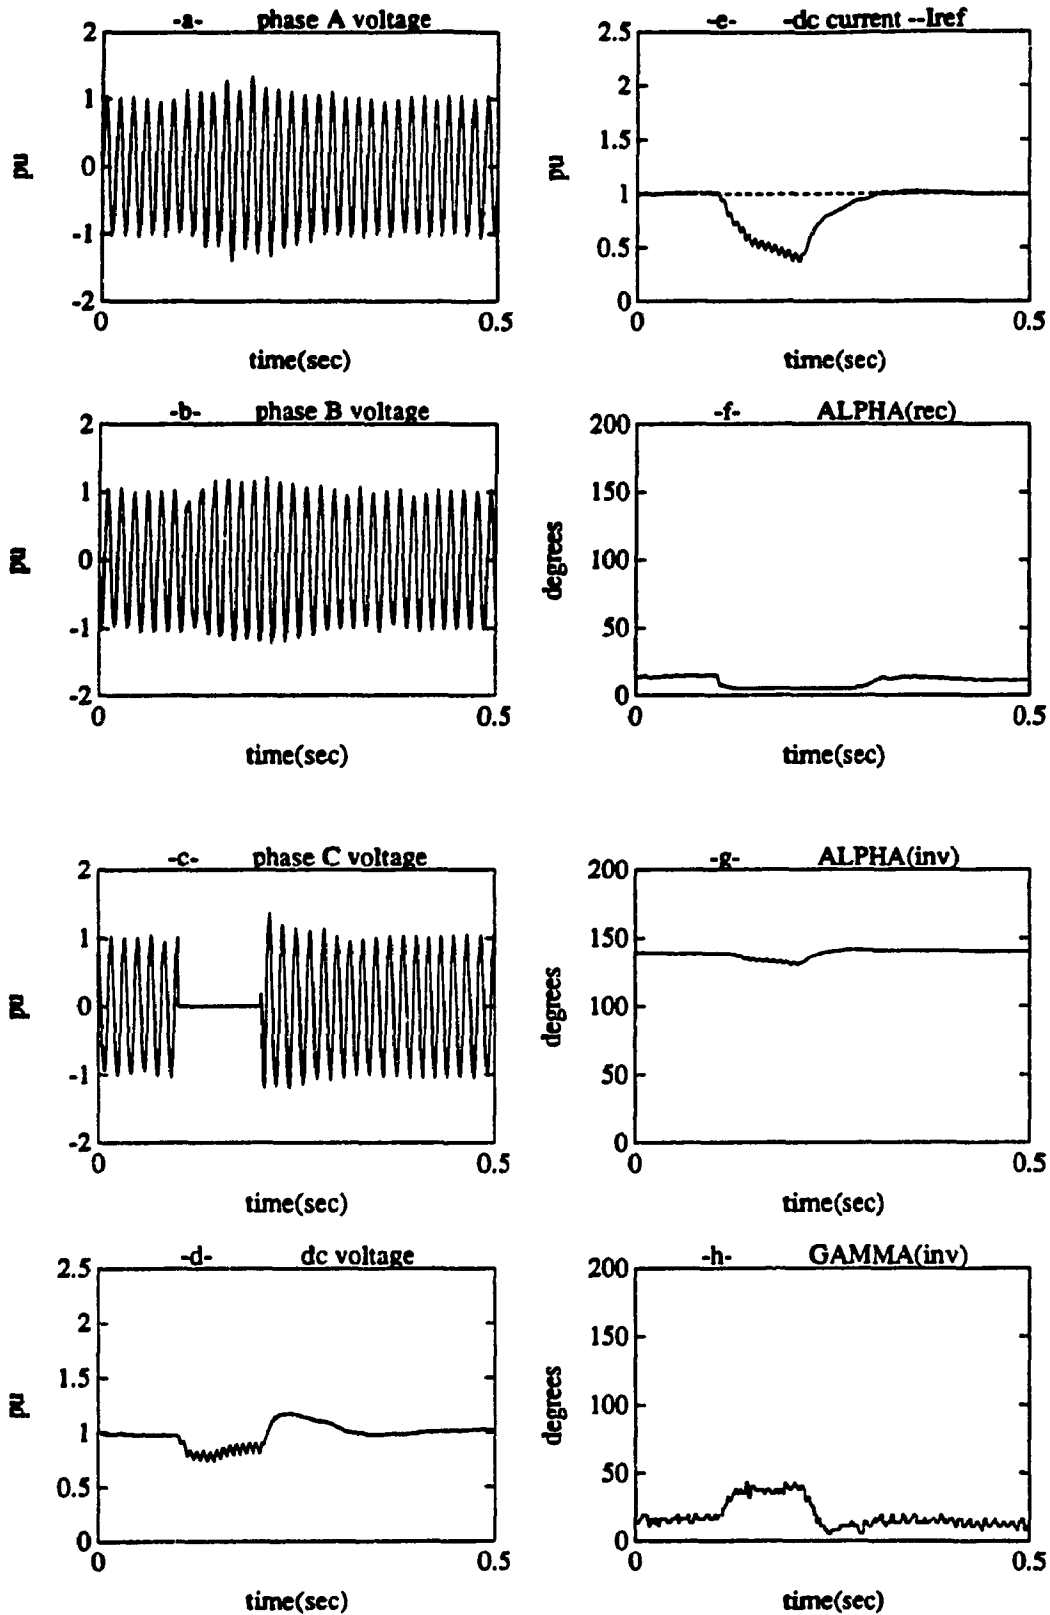 -a- phase A voltage
2
1
0
-1
-2
pu
0 0.5
time(sec)
-e- -dc current --Iref
2.5
2
1.5
1
0.5
0
pu
0 0.5
time(sec)
-b- phase B voltage
2
1
0
-1
-2
pu
0 0.5
time(sec)
-f- ALPHA(rec)
200
150
100
50
0
degrees
0 0.5
time(sec)
-c- phase C voltage
2
1
0
-1
-2
pu
0 0.5
time(sec)
-g- ALPHA(inv)
200
150
100
50
0
degrees
0 0.5
time(sec)
-d- dc voltage
2.5
2
1.5
1
0.5
0
pu
0 0.5
time(sec)
-h- GAMMA(inv)
200
150
100
50
0
degrees
0 0.5
time(sec)